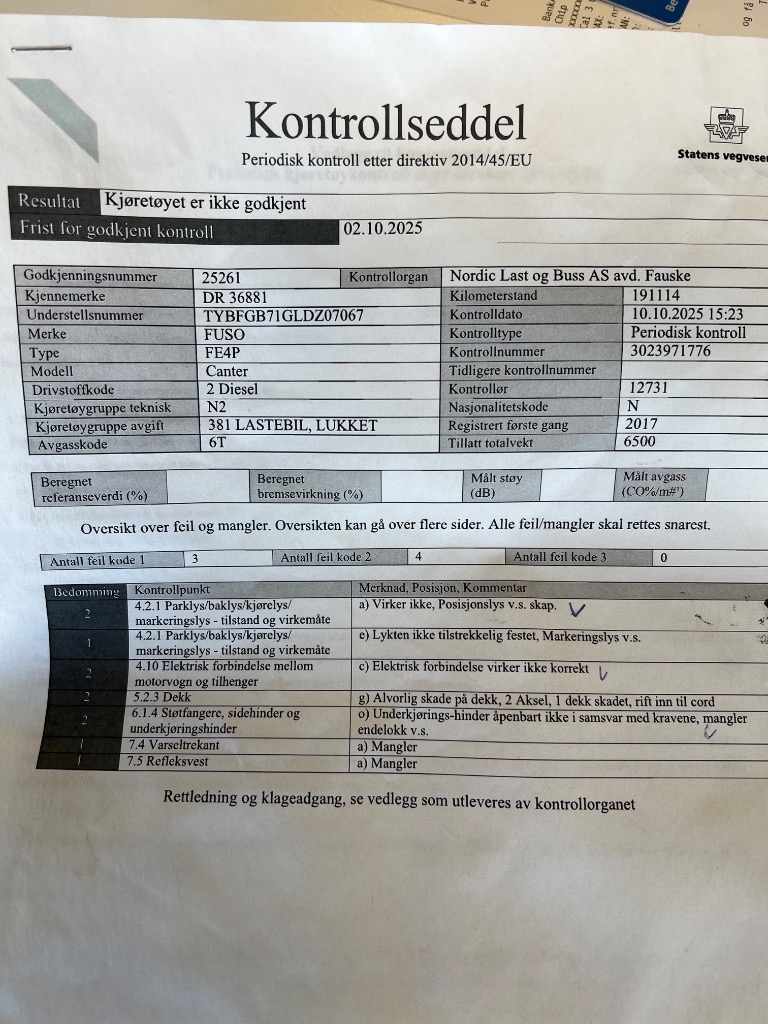 Kontrollseddel
Periodisk kontroll etter direktiv 2014/45/EU
Statens vegvesen
Resultat Kjøretøyet er ikke godkjent
Frist for godkjent kontroll 02.10.2025
Godkjenningsnummer 25261 Kontrollorgan Nordic Last og Buss AS avd. Fauske
Kjennemerke DR 36881 Kilometerstand 191114
Understellsnummer TYBFGB71GLDZ07067 Kontrolldato 10.10.2025 15:23
Merke FUSO Kontrolltype Periodisk kontroll
Type FE4P Kontrollnummer 3023971776
Modell Canter Tidligere kontrollnummer
Drivstoffkode 2 Diesel Kontrollør 12731
Kjøretøygruppe teknisk N2 Nasjonalitetskode N
Kjøretøygruppe avgift 381 LASTEBIL, LUKKET Registrert første gang 2017
Avgasskode 6T Tillatt totalvekt 6500
Beregnet referanseverdi (%) Beregnet bremsevirkning (%) Målt støy (dB) Målt avgass (CO%/m#¹)
Oversikt over feil og mangler. Oversikten kan gå over flere sider. Alle feil/mangler skal rettes snarest.
Antall feil kode 1 3 Antall feil kode 2 4 Antall feil kode 3 0
Bedømming Kontrollpunkt Merknad, Posisjon, Kommentar
2 4.2.1 Parklys/baklys/kjørelys/ a) Virker ikke, Posisjonslys v.s. skap.
markeringslys - tilstand og virkemåte
1 4.2.1 Parklys/baklys/kjørelys/ e) Lykten ikke tilstrekkelig festet, Markeringslys v.s.
markeringslys - tilstand og virkemåte
2 4.10 Elektrisk forbindelse mellom c) Elektrisk forbindelse virker ikke korrekt
motorvogn og tilhenger
2 5.2.3 Dekk g) Alvorlig skade på dekk, 2 Aksel, 1 dekk skadet, rift inn til cord
2 6.1.4 Støtfangere, sidehinder og o) Underkjørings-hinder åpenbart ikke i samsvar med kravene, mangler
underkjøringshinder endelokk v.s.
1 7.4 Varseltrekant a) Mangler
1 7.5 Refleksvest a) Mangler
Rettledning og klageadgang, se vedlegg som utleveres av kontrollorganet